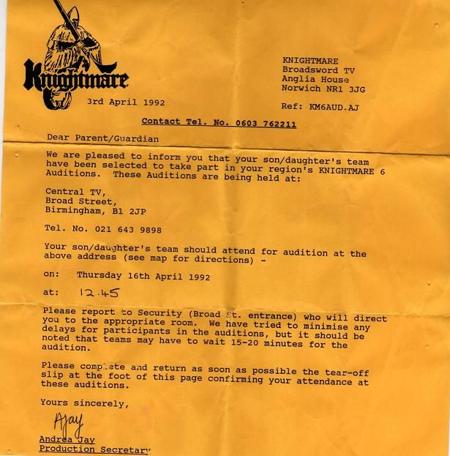 Knightmare
KNIGHTMARE
Broadsword TV
Anglia House
Norwich NR1 3JG
3rd April 1992
Ref: KM6AUD.AJ
Contact Tel. No. 0603 762211
Dear Parent/Guardian
We are pleased to inform you that your son/daughter's team
have been selected to take part in your region's KNIGHTMARE 6
Auditions. These Auditions are being held at:
Central TV,
Broad Street,
Birmingham, B1 2JP
Tel. No. 021 643 9898
Your son/daughter's team should attend for audition at the
above address (see map for directions) -
on: Thursday 16th April 1992
at: 12.45
Please report to Security (Broad St. entrance) who will direct
you to the appropriate room. We have tried to minimise any
delays for participants in the auditions, but it should be
noted that teams may have to wait 15-20 minutes for the
audition.
Please complete and return as soon as possible the tear-off
slip at the foot of this page confirming your attendance at
these auditions.
Yours sincerely,
AJay
Andrea Jay
Production Secretary